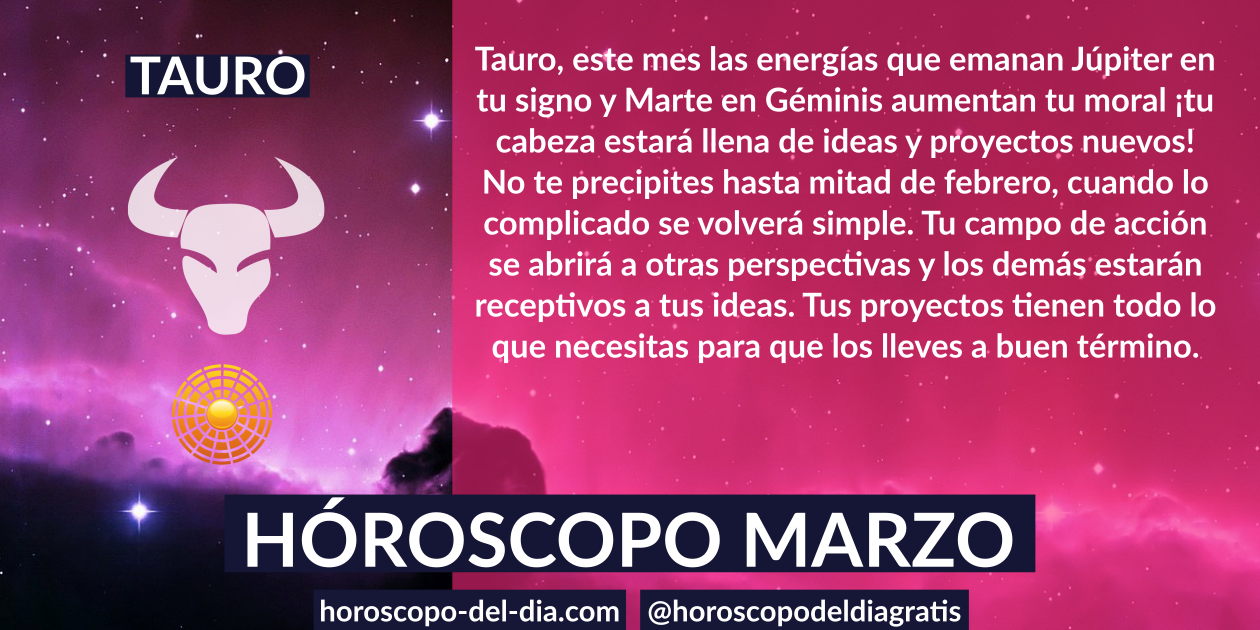 TAURO
Tauro, este mes las energías que emanan Júpiter en
tu signo y Marte en Géminis aumentan tu moral ¡tu
cabeza estará llena de ideas y proyectos nuevos!
No te precipites hasta mitad de febrero, cuando lo
complicado se volverá simple. Tu campo de acción
se abrirá a otras perspectivas y los demás estarán
receptivos a tus ideas. Tus proyectos tienen todo lo
que necesitas para que los lleves a buen término.
HÓROSCOPO MARZO
horoscopo-del-dia.com
@horoscopodeldiagratis